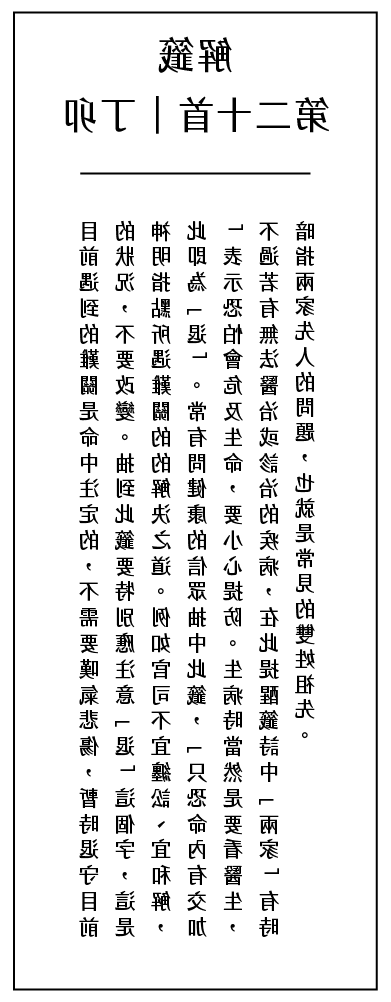 解籤
第二十首｜丁卯
目前遇到的難關是命中注定的，不需要嘆氣悲傷，暫時退守目前
的狀況，不要改變。抽到此籤要特別應注意「退」這個字，這是
神明指點所遇難關的的解決之道。例如官司不宜纏訟、宜和解，
此即為「退」。常有問健康的信眾抽中此籤，「只恐命內有交加
」表示恐怕會危及生命，要小心提防。生病時當然是要看醫生，
不過若有無法醫治或診治的疾病，在此提醒籤詩中「兩家」有時
暗指兩家先人的問題，也就是常見的雙姓祖先。